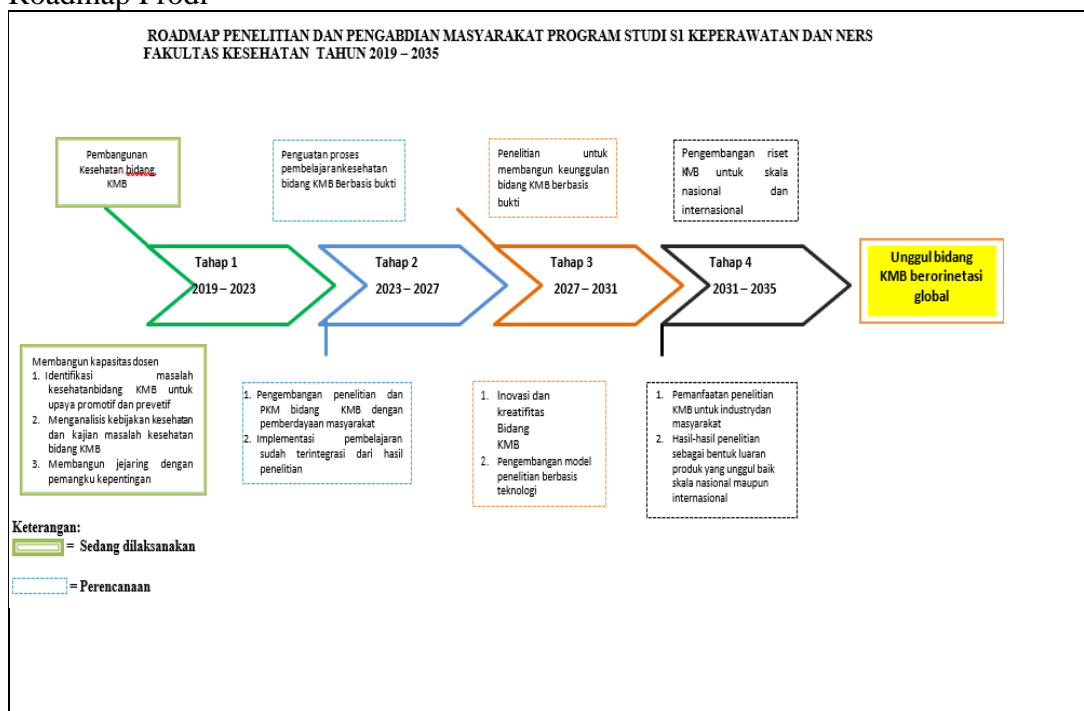 Roadmap Prodi
ROADMAP PENELITIAN DAN PENGABDIAN MASYARAKAT PROGRAM STUDI S1 KEPERAWATAN DAN NERS
FAKULTAS KESEHATAN TAHUN 2019 – 2035
Pembangunan
Kesehatan bidang
KMB
Penguatan proses
pembelajarankesehatan
bidang KMB Berbasis bukti
Penelitian untuk
membangun keunggulan
bidang KMB berbasis
bukti
Pengembangan riset
KMB untuk skala
nasional dan
internasional
Tahap 1
2019 – 2023
Tahap 2
2023 – 2027
Tahap 3
2027 – 2031
Tahap 4
2031 – 2035
Unggul bidang
KMB berorinetasi
global
Membangun kapasitas dosen
1. Identifikasi masalah
kesehatanbidang KMB untuk
upaya promotif dan prevetif
2. Menganalisis kebijakan kesehatan
dan kajian masalah kesehatan
bidang KMB
3. Membangun jejaring dengan
pemangku kepentingan
1. Pengembangan penelitian dan
PKM bidang KMB dengan
pemberdayaan masyarakat
2. Implementasi pembelajaran
sudah terintegrasi dari hasil
penelitian
1. Inovasi dan
kreatifitas
Bidang
KMB
2. Pengembangan model
penelitian berbasis
teknologi
1. Pemanfaatan penelitian
KMB untuk industrydan
masyarakat
2. Hasil-hasil penelitian
sebagai bentuk luaran
produk yang unggul baik
skala nasional maupun
internasional
Keterangan:
= Sedang dilaksanakan
= Perencanaan